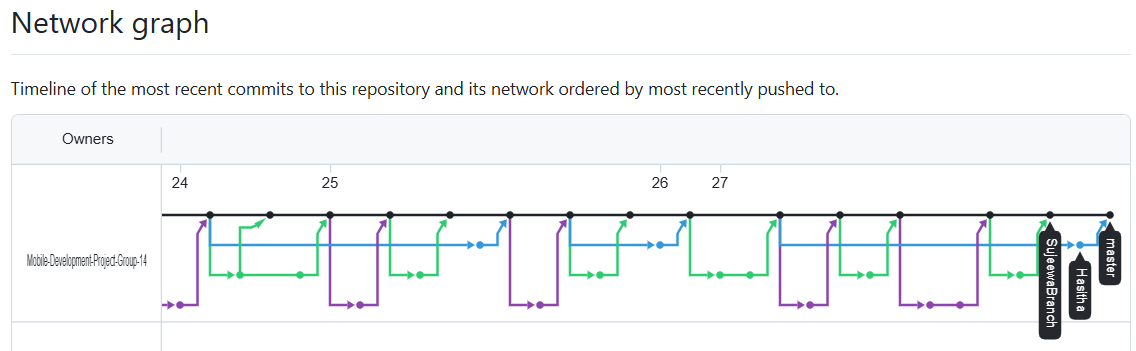 Network graph
Timeline of the most recent commits to this repository and its network ordered by most recently pushed to.
Owners
24 25 26 27
Mobile-Development-Project-Group-14
SujeewaBranch
Hasitha
master